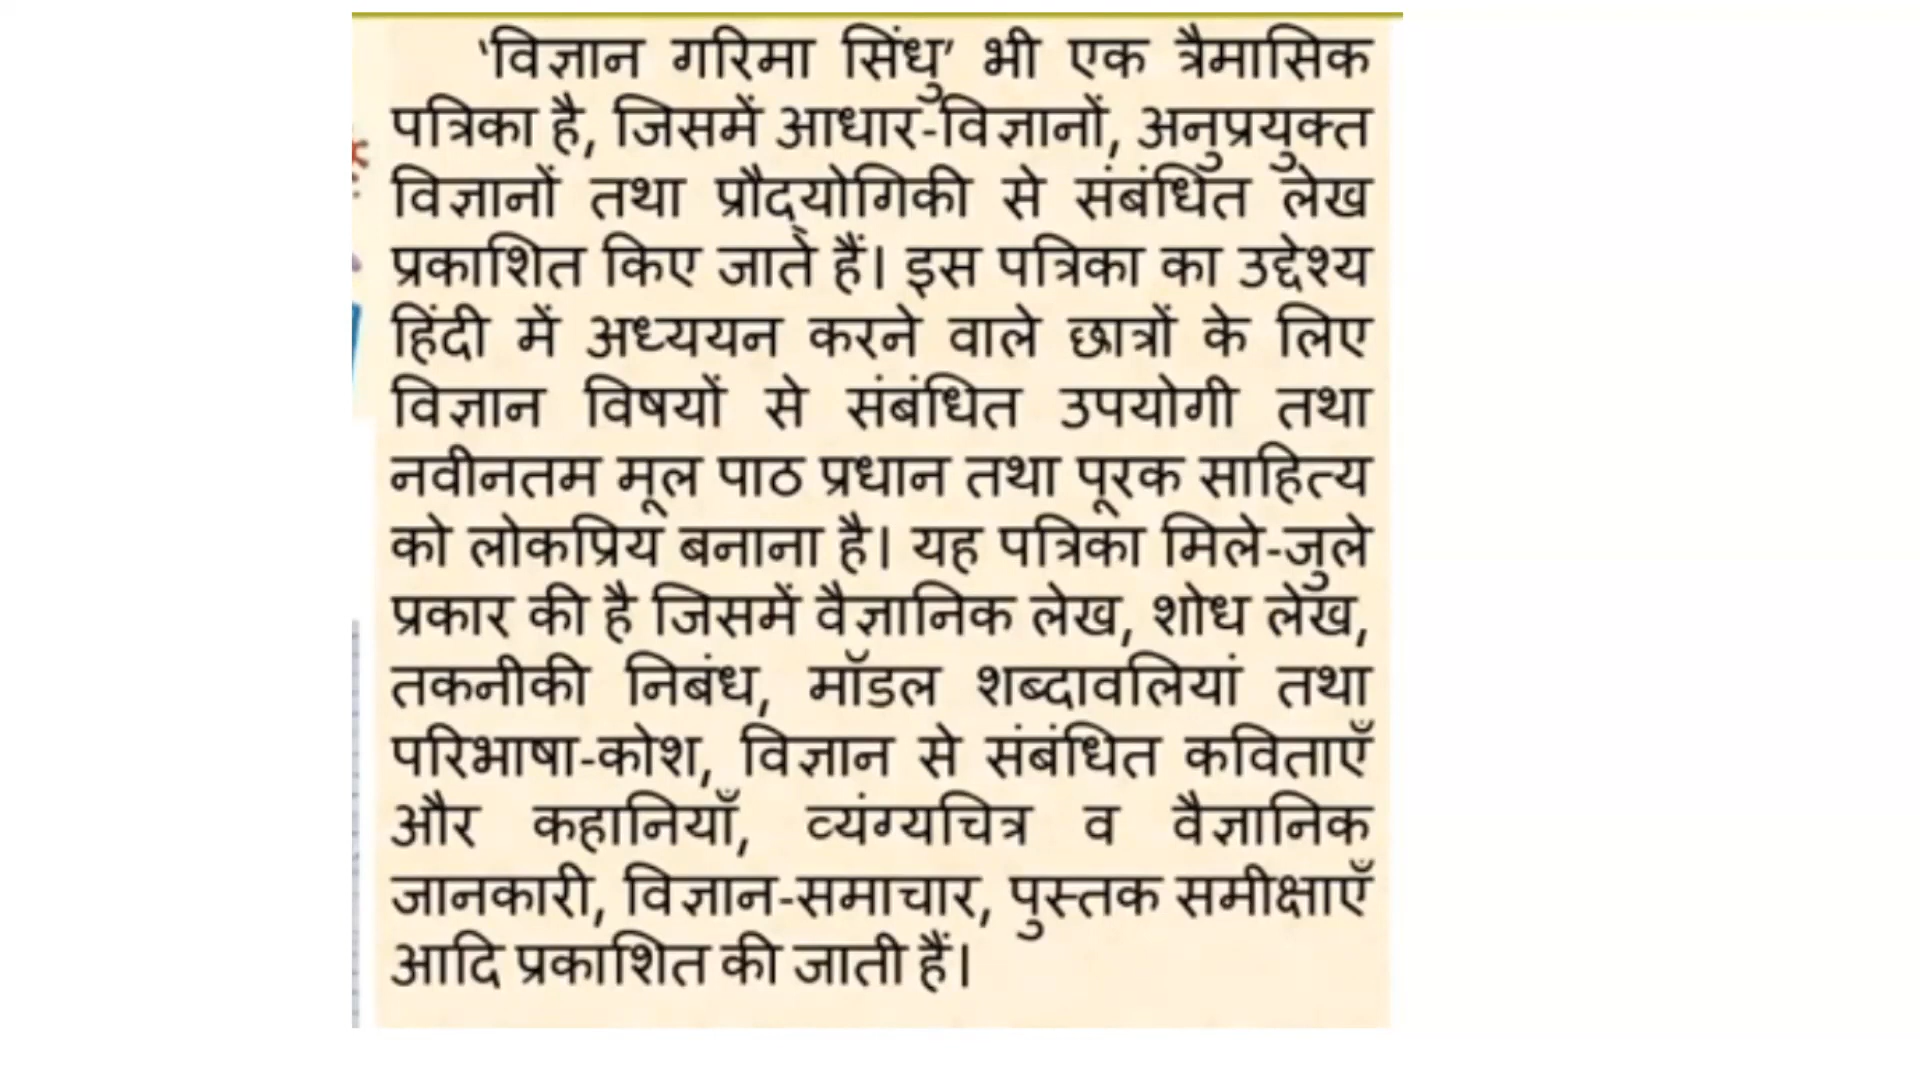 'विज्ञान गरिमा सिंधु' भी एक त्रैमासिक
पत्रिका है, जिसमें आधार-विज्ञानों, अनुप्रयुक्त
विज्ञानों तथा प्रौद्‌योगिकी से संबंधित लेख
प्रकाशित किए जाते हैं। इस पत्रिका का उद्देश्य
हिंदी में अध्ययन करने वाले छात्रों के लिए
विज्ञान विषयों से संबंधित उपयोगी तथा
नवीनतम मूल पाठ प्रधान तथा पूरक साहित्य
को लोकप्रिय बनाना है। यह पत्रिका मिले-जुले
प्रकार की है जिसमें वैज्ञानिक लेख, शोध लेख,
तकनीकी निबंध, मॉडल शब्दावलियां तथा
परिभाषा-कोश, विज्ञान से संबंधित कविताएँ
और कहानियाँ, व्यंग्यचित्र व वैज्ञानिक
जानकारी, विज्ञान-समाचार, पुस्तक समीक्षाएँ
आदि प्रकाशित की जाती हैं।